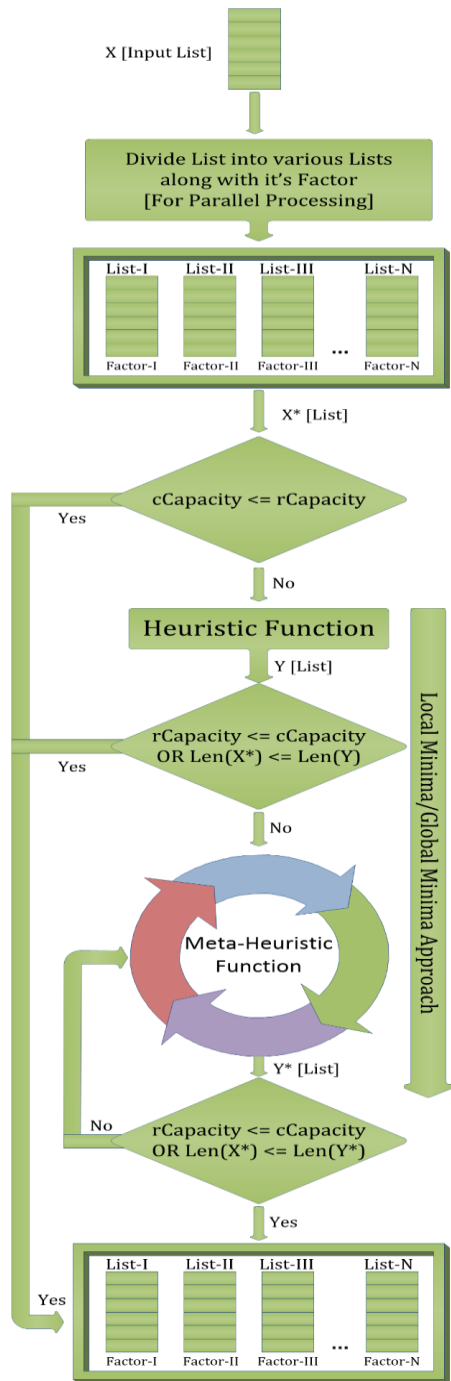 X [Input List]
Divide List into various Lists
along with it's Factor
[For Parallel Processing]
List-I List-II List-III List-N
...
Factor-I Factor-II Factor-III Factor-N
X* [List]
cCapacity <= rCapacity
Yes
No
Heuristic Function
Y [List]
rCapacity <= cCapacity
OR Len(X*) <= Len(Y)
Yes
No
Local Minima/Global Minima Approach
Meta-Heuristic
Function
Y* [List]
rCapacity <= cCapacity
OR Len(X*) <= Len(Y*)
No
Yes
List-I List-II List-III List-N
Yes
...
Factor-I Factor-II Factor-III Factor-N